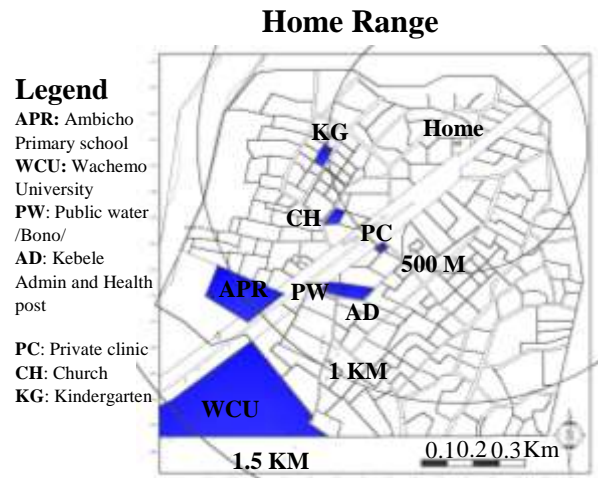 Home Range
Legend
APR: Ambicho
Primary school
WCU: Wachemo
University
PW: Public water
/Bono/
AD: Kebele
Admin and Health
post
PC: Private clinic
CH: Church
KG: Kindergarten
KG
Home
CH
PC
500 M
APR
PW
AD
1 KM
WCU
1.5 KM
0.1 0.2 0.3 Km